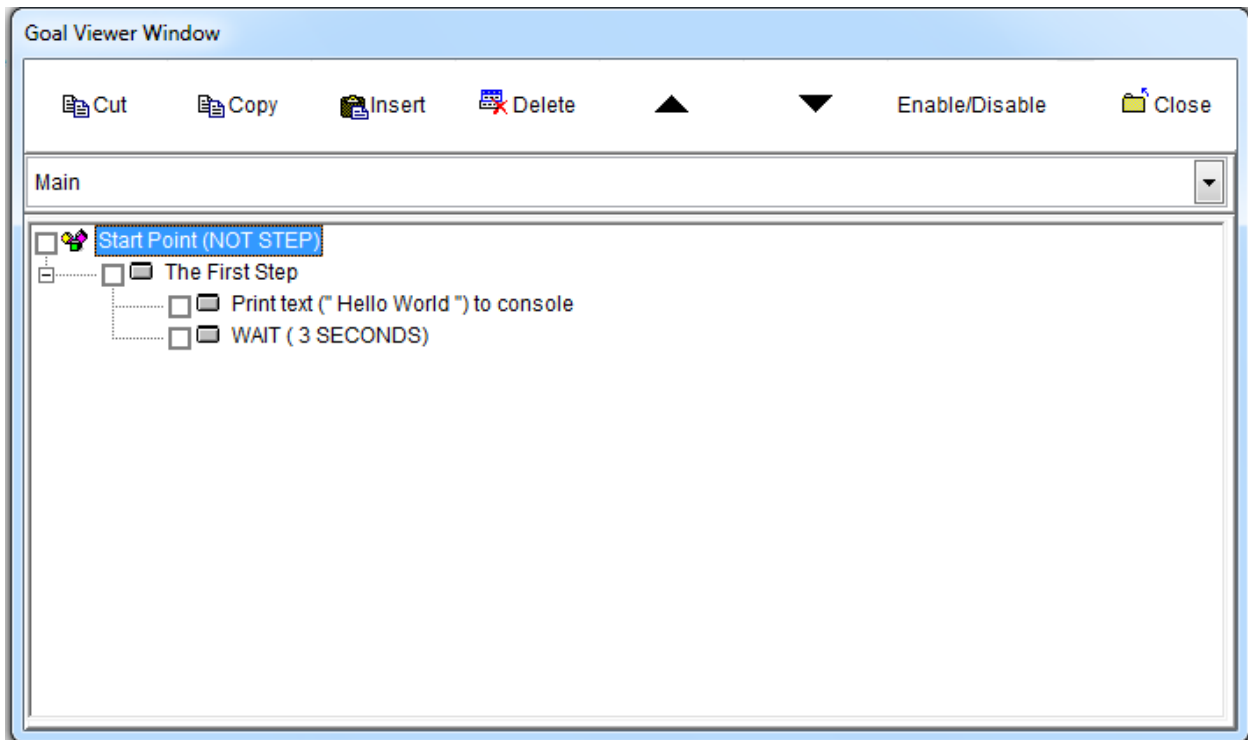 Goal Viewer Window
Cut Copy Insert Delete Enable/Disable Close
Main
Start Point (NOT STEP)
The First Step
Print text (" Hello World ") to console
WAIT ( 3 SECONDS)